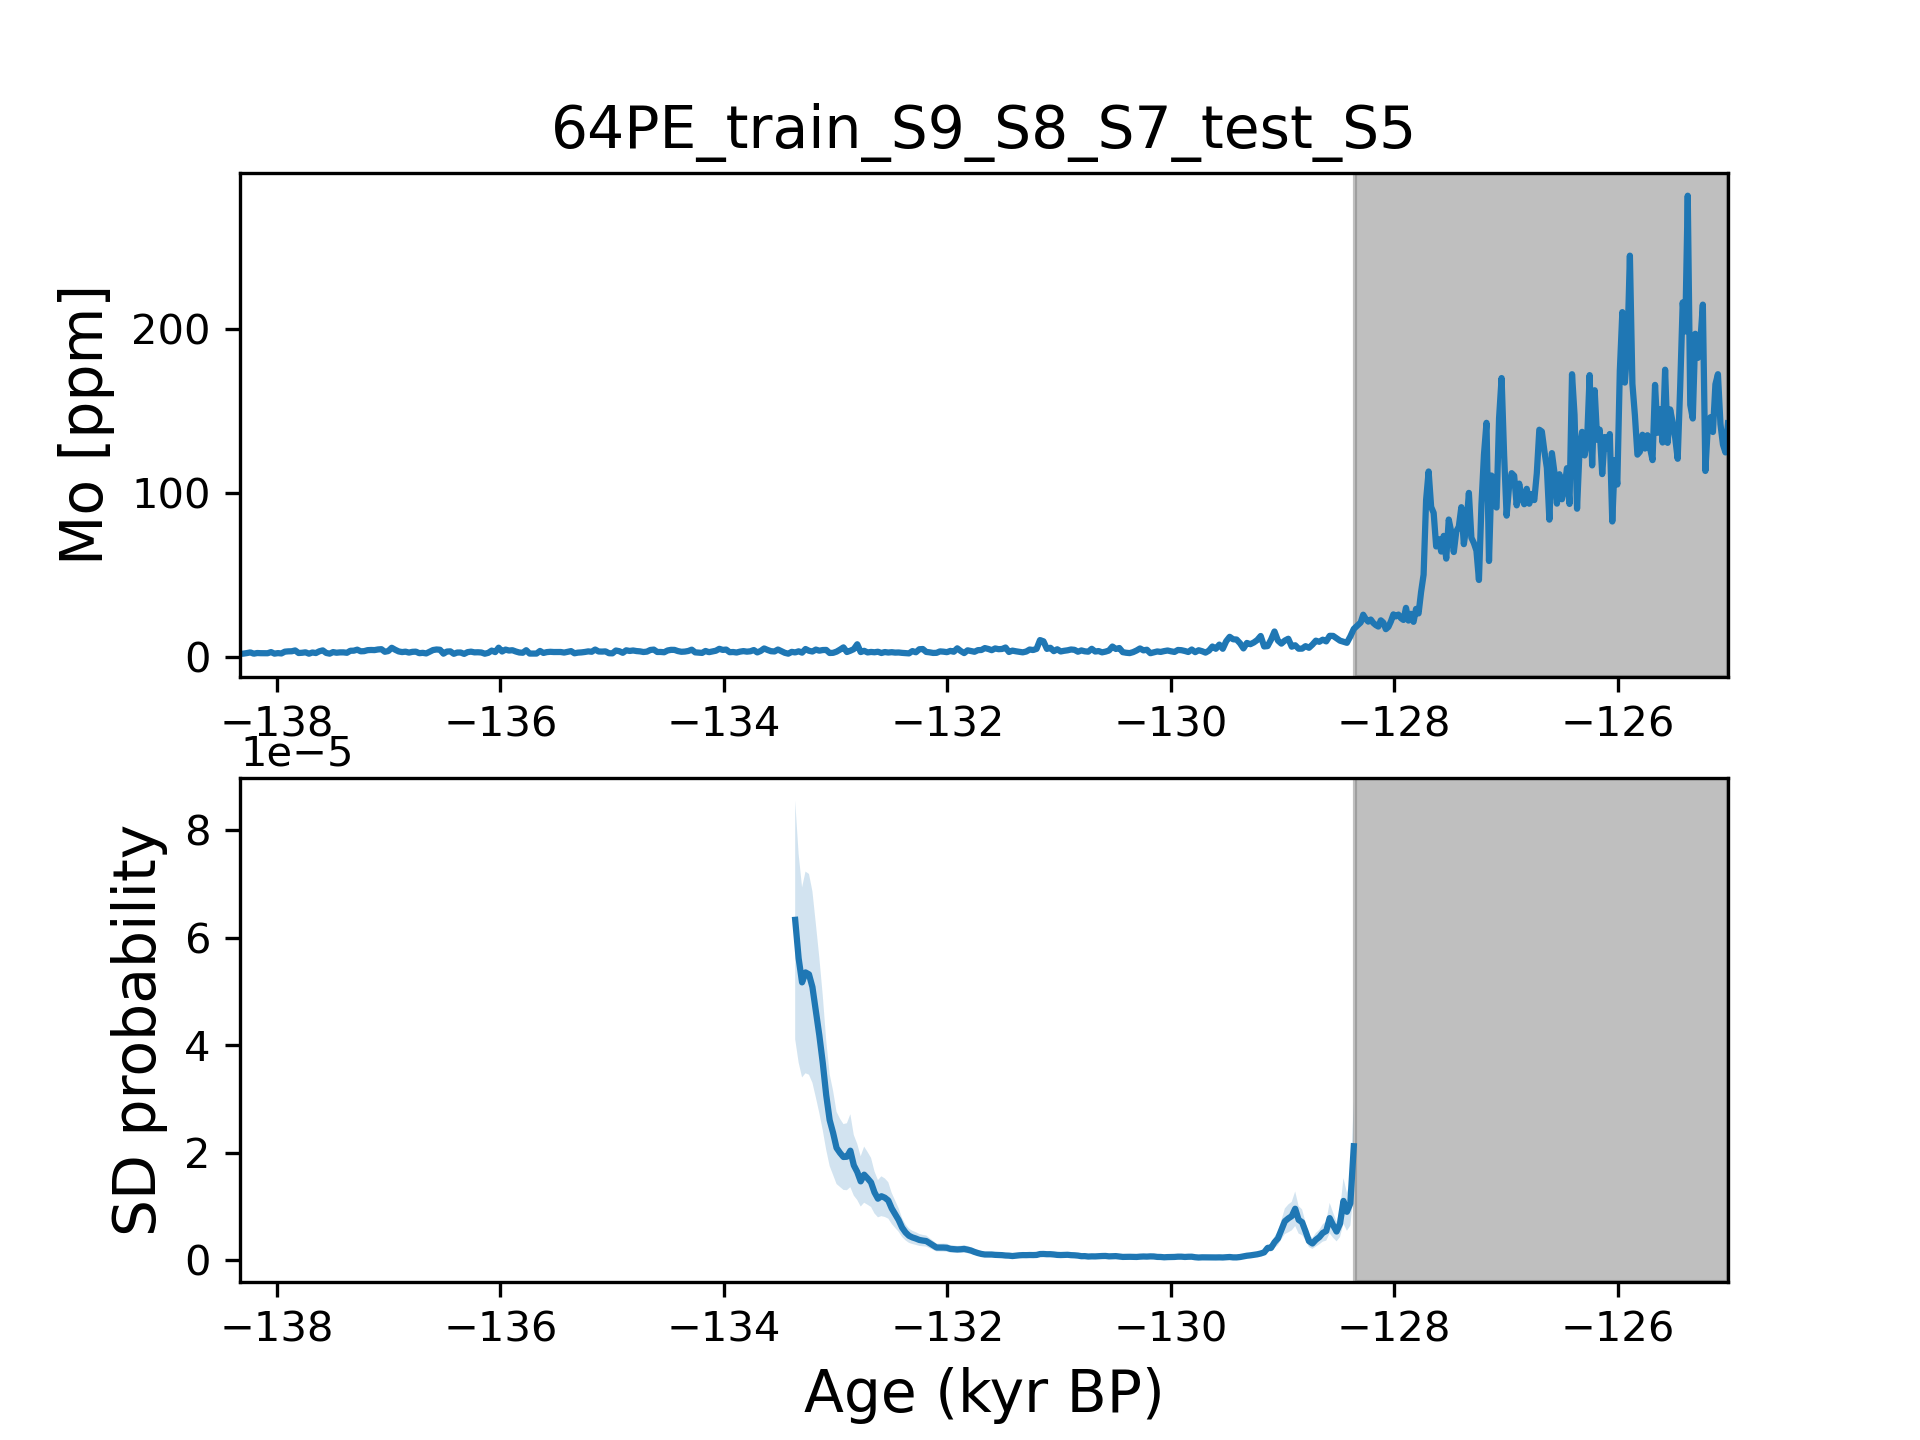 64PE_train_S9_S8_S7_test_S5
Mo [ppm]
200
100
0
−138 −136 −134 −132 −130 −128 −126
1e−5
SD probability
8
6
4
2
0
−138 −136 −134 −132 −130 −128 −126
Age (kyr BP)